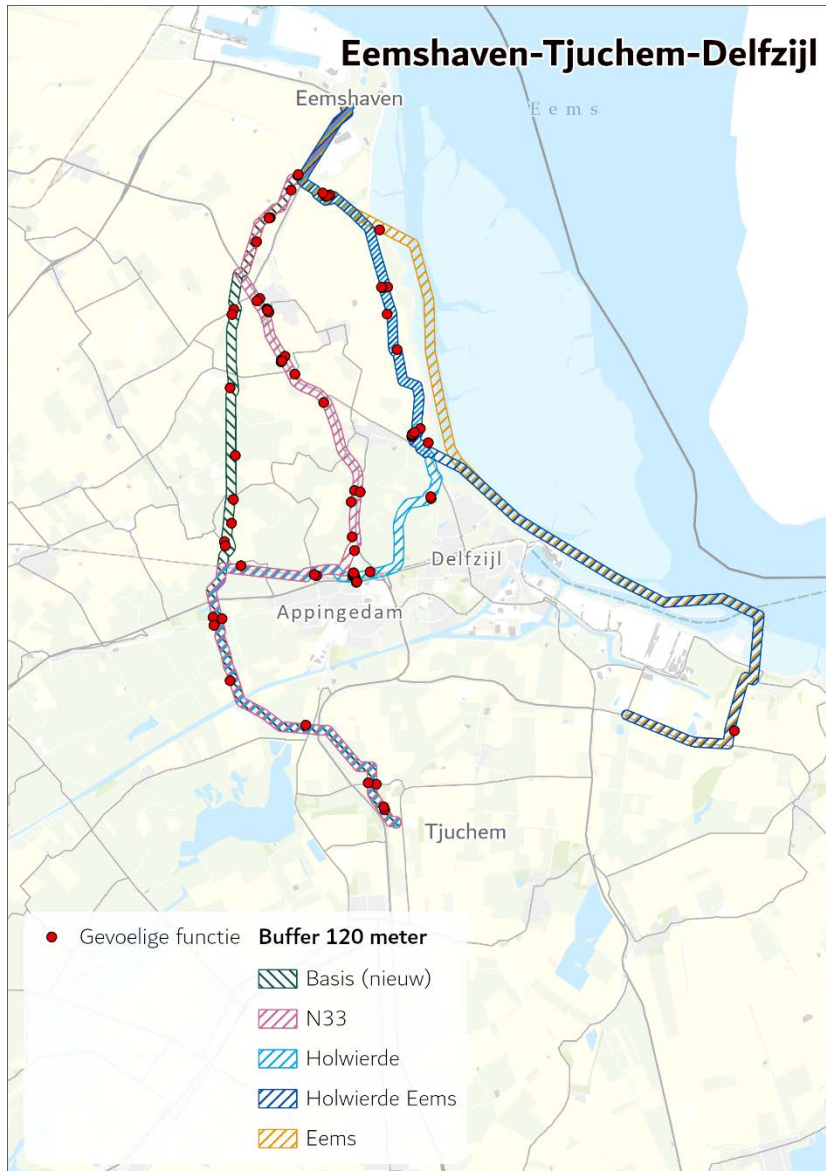 Eemshaven-Tjuchem-Delfzijl
Eemshaven
Eems
Delfzijl
Appingedam
Tjuchem
Gevoelige functie
Buffer 120 meter
Basis (nieuw)
N33
Holwierde
Holwierde Eems
Eems